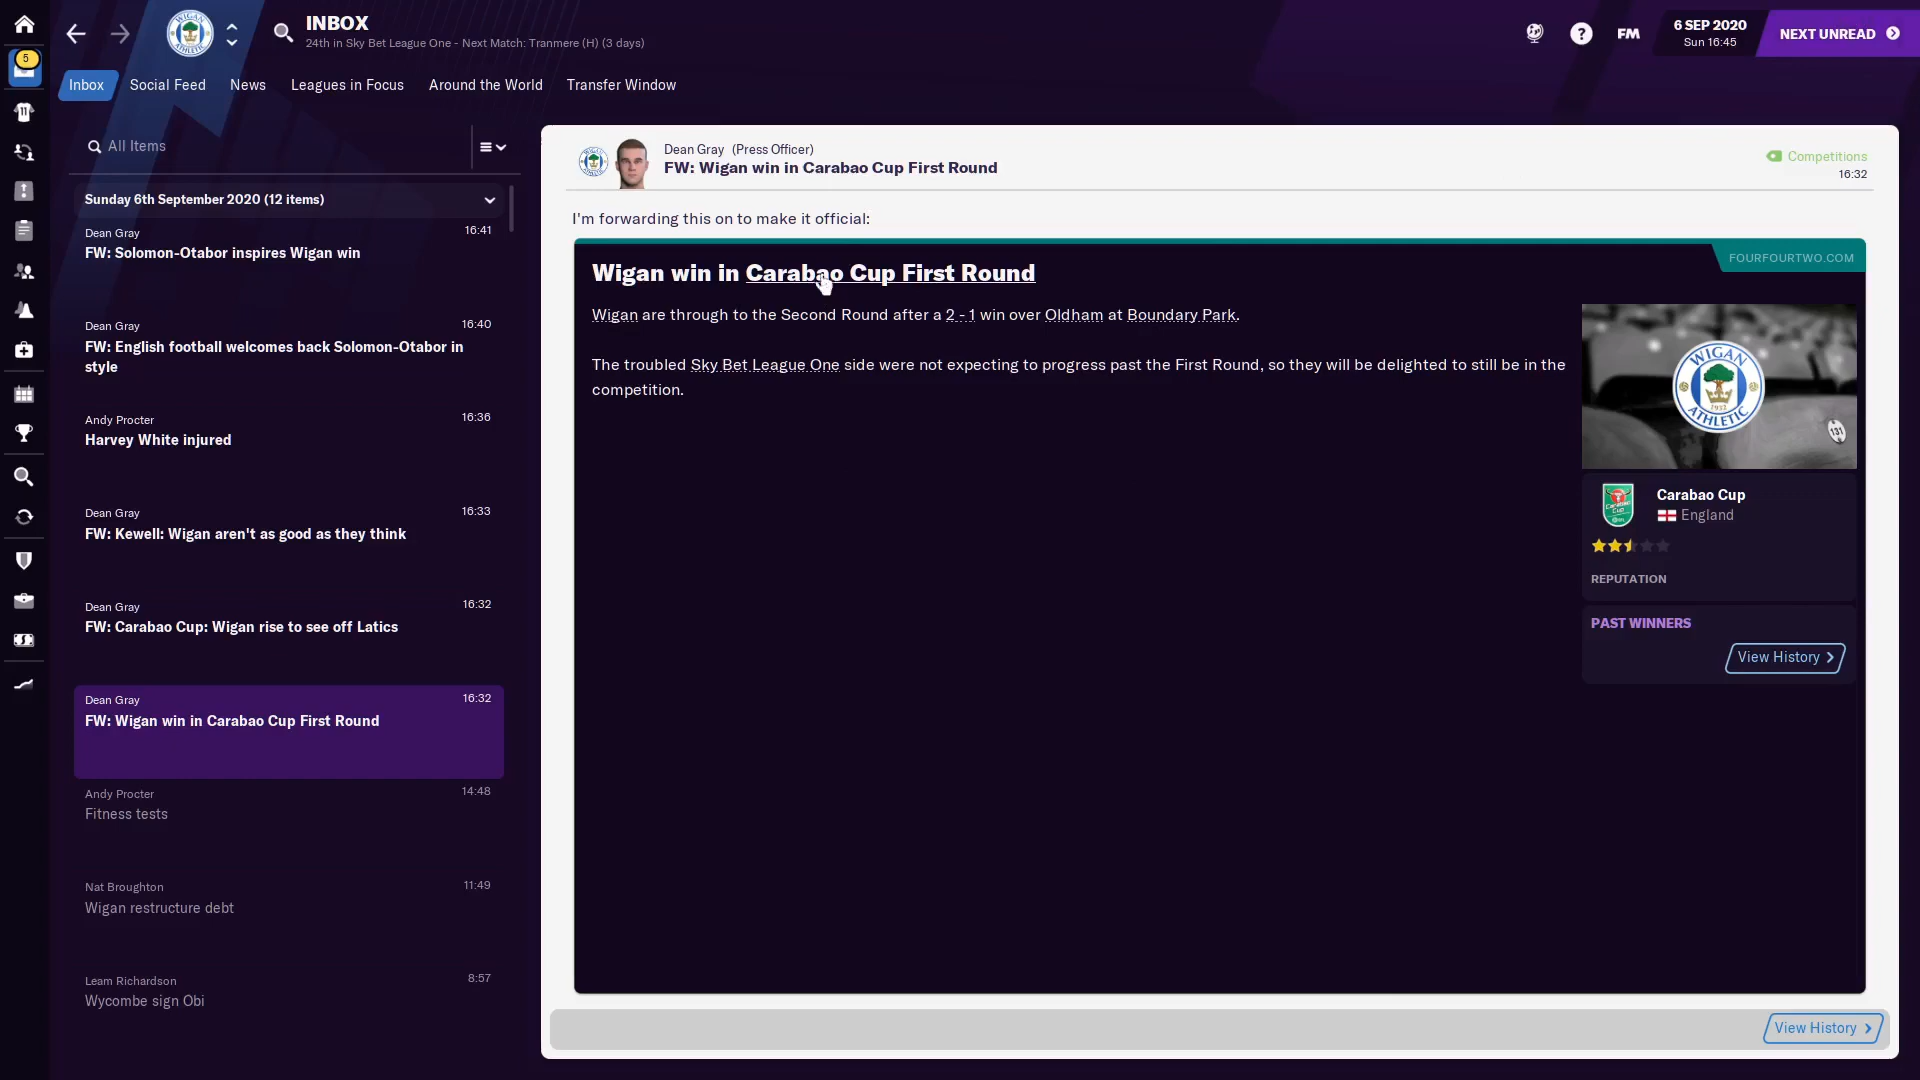 INBOX
24th in Sky Bet League One - Next Match: Tranmere (H) (3 days)
FM
6 SEP 2020
Sun 16:45
NEXT UNREAD
5
11
Inbox
Social Feed
News
Leagues in Focus
Around the World
Transfer Window
All Items
Sunday 6th September 2020 (12 items)
Dean Gray
16:41
FW: Solomon-Otabor inspires Wigan win
Dean Gray
16:40
FW: English football welcomes back Solomon-Otabor in
style
Andy Procter
16:36
Harvey White injured
Dean Gray
16:33
FW: Kewell: Wigan aren't as good as they think
Dean Gray
16:32
FW: Carabao Cup: Wigan rise to see off Latics
Dean Gray
16:32
FW: Wigan win in Carabao Cup First Round
Andy Procter
14:48
Fitness tests
Nat Broughton
11:49
Wigan restructure debt
Leam Richardson
8:57
Wycombe sign Obi
Dean Gray (Press Officer)
FW: Wigan win in Carabao Cup First Round
Competitions
16:32
I'm forwarding this on to make it official:
FOURFOURTWO.COM
Wigan win in Carabao Cup First Round
Wigan are through to the Second Round after a 2 - 1 win over Oldham at Boundary Park.
The troubled Sky Bet League One side were not expecting to progress past the First Round, so they will be delighted to still be in the
competition.
WIGAN
1932
ATHLETIC
131
Carabao Cup
England
REPUTATION
PAST WINNERS
View History
View History